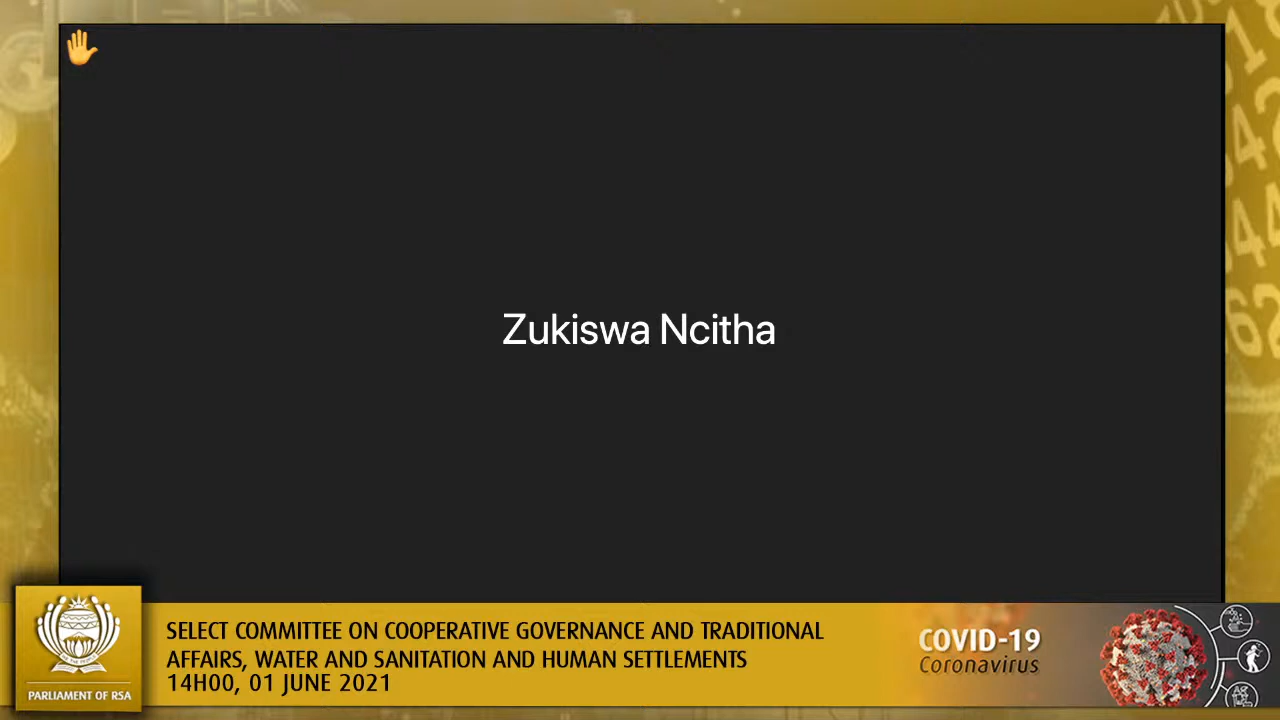 Zukiswa Ncitha
SELECT COMMITTEE ON COOPERATIVE GOVERNANCE AND TRADITIONAL
AFFAIRS, WATER AND SANITATION AND HUMAN SETTLEMENTS
14H00, 01 JUNE 2021
PARLIAMENT OF RSA
COVID-19
Coronavirus